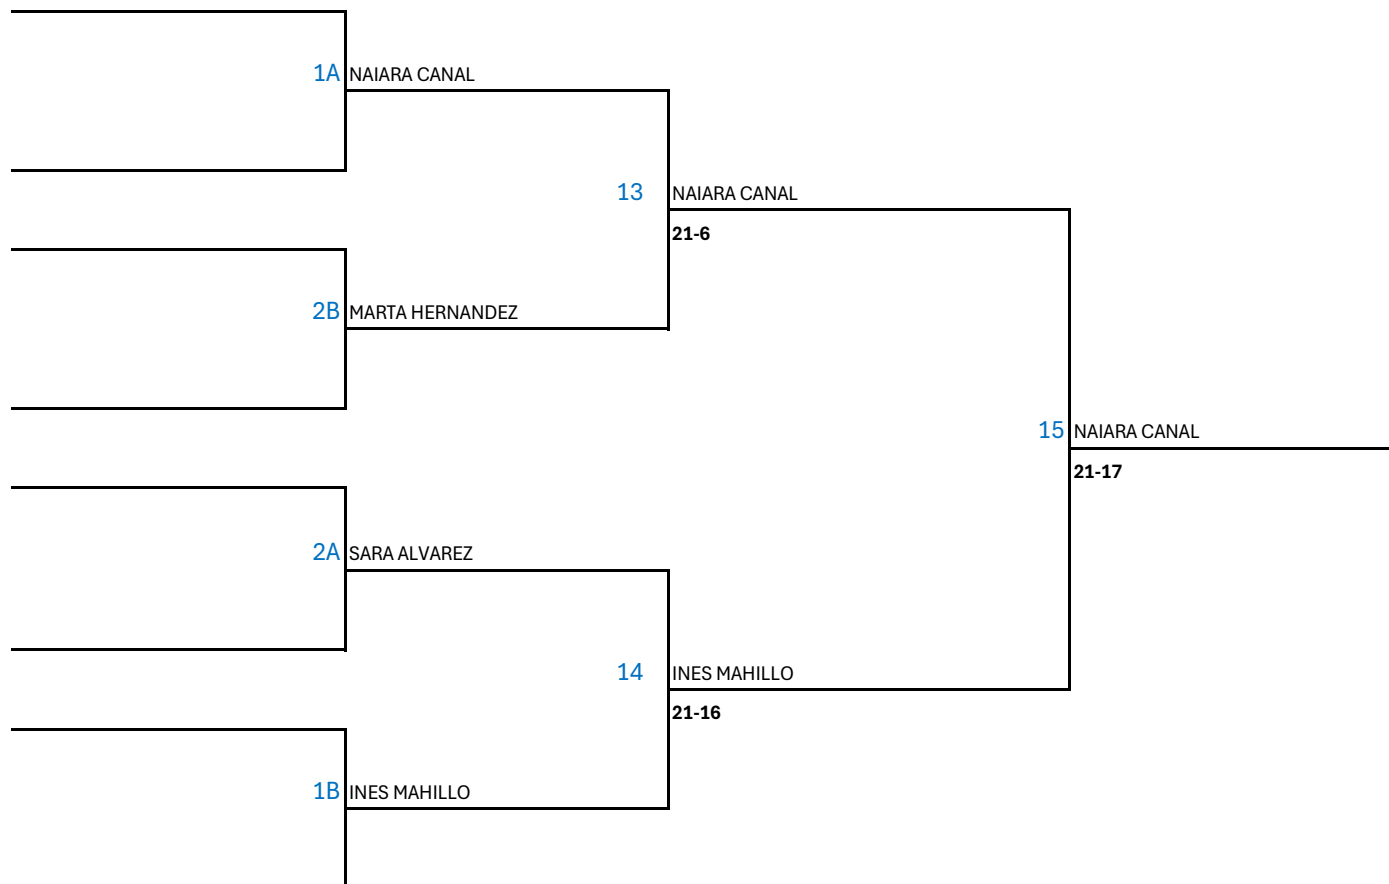 1A NAIARA CANAL
13 NAIARA CANAL
21-6
2B MARTA HERNANDEZ
15 NAIARA CANAL
21-17
2A SARA ALVAREZ
14 INES MAHILLO
21-16
1B INES MAHILLO